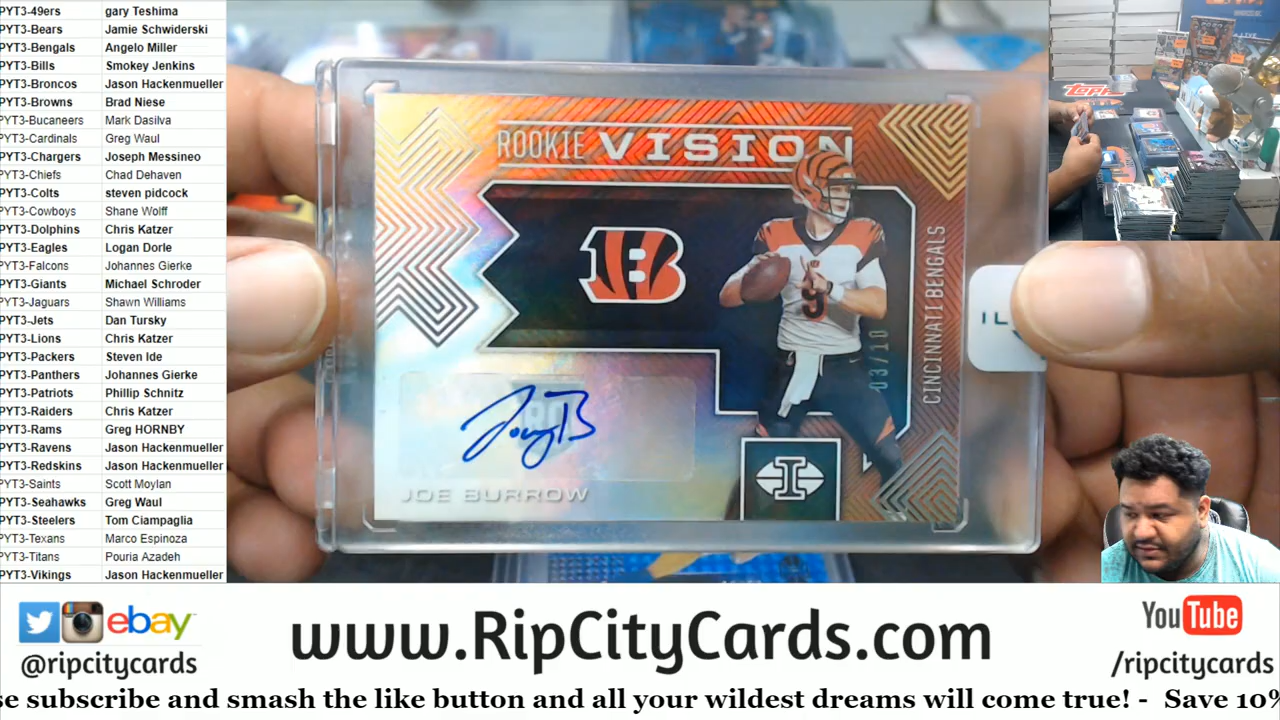 PYT3-49ers gary Teshima
PYT3-Bears Jamie Schwiderski
PYT3-Bengals Angelo Miller
PYT3-Bills Smokey Jenkins
PYT3-Broncos Jason Hackenmueller
PYT3-Browns Brad Niese
PYT3-Bucaneers Mark Dasilva
PYT3-Cardinals Greg Waul
PYT3-Chargers Joseph Messineo
PYT3-Chiefs Chad Dehaven
PYT3-Colts steven pidcock
PYT3-Cowboys Shane Wolff
PYT3-Dolphins Chris Katzer
PYT3-Eagles Logan Dorle
PYT3-Falcons Johannes Gierke
PYT3-Giants Michael Schroder
PYT3-Jaguars Shawn Williams
PYT3-Jets Dan Tursky
PYT3-Lions Chris Katzer
PYT3-Packers Steven Ide
PYT3-Panthers Johannes Gierke
PYT3-Patriots Phillip Schnitz
PYT3-Raiders Chris Katzer
PYT3-Rams Greg HORNBY
PYT3-Ravens Jason Hackenmueller
PYT3-Redskins Jason Hackenmueller
PYT3-Saints Scott Moylan
PYT3-Seahawks Greg Waul
PYT3-Steelers Tom Ciampaglia
PYT3-Texans Marco Espinoza
PYT3-Titans Pouria Azadeh
PYT3-Vikings Jason Hackenmueller
ROOKIE VISION
B
9
03/10
CINCINNATI BENGALS
Joey B
JOE BURROW
I
IL
Topps
ebay
@ripcitycards
www.RipCityCards.com
YouTube
/ripcitycards
se subscribe and smash the like button and all your wildest dreams will come true! - Save 10%